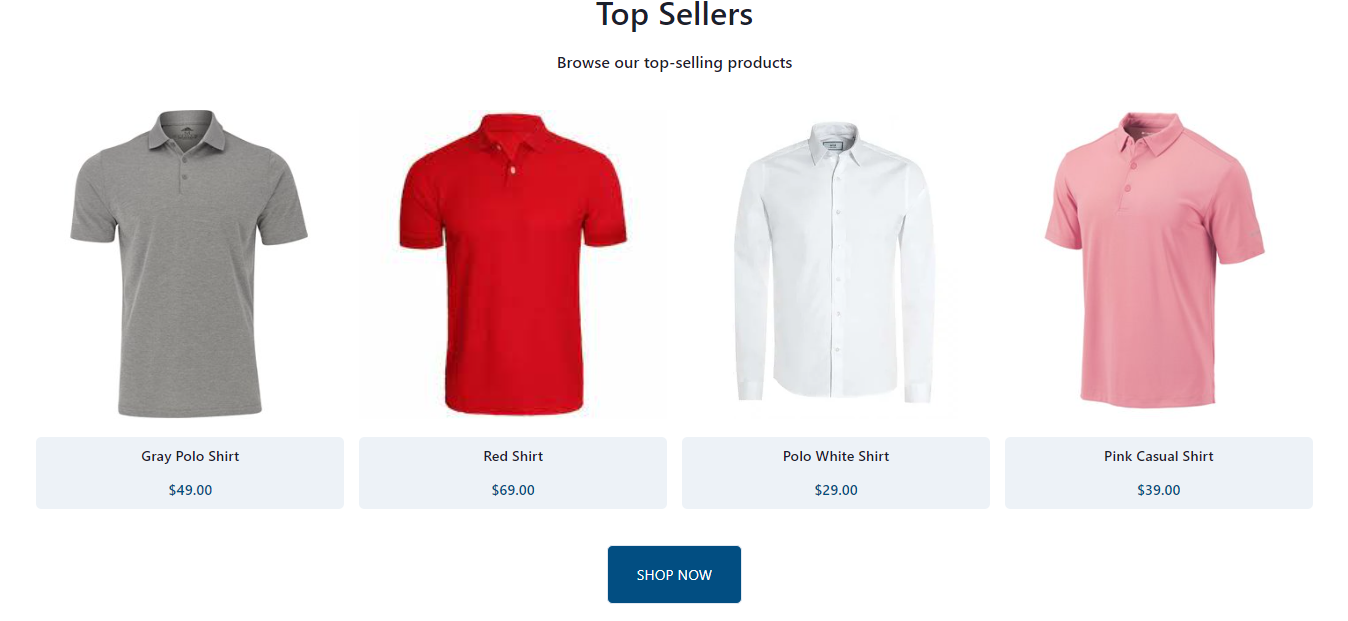 Top Sellers
Browse our top-selling products
Gray Polo Shirt
$49.00
Red Shirt
$69.00
Polo White Shirt
$29.00
Pink Casual Shirt
$39.00
SHOP NOW